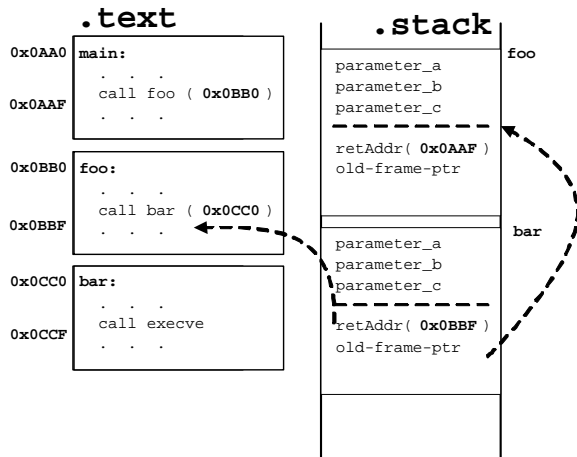 .text
0x0AA0 main:
. . .
call foo ( 0x0BB0 )
0x0AAF
. . .
0x0BB0 foo:
. . .
call bar ( 0x0CC0 )
0x0BBF
. . .
0x0CC0 bar:
. . .
call execve
0x0CCF
. . .
.stack
foo
parameter_a
parameter_b
parameter_c
retAddr( 0x0AAF )
old-frame-ptr
bar
parameter_a
parameter_b
parameter_c
retAddr( 0x0BBF )
old-frame-ptr